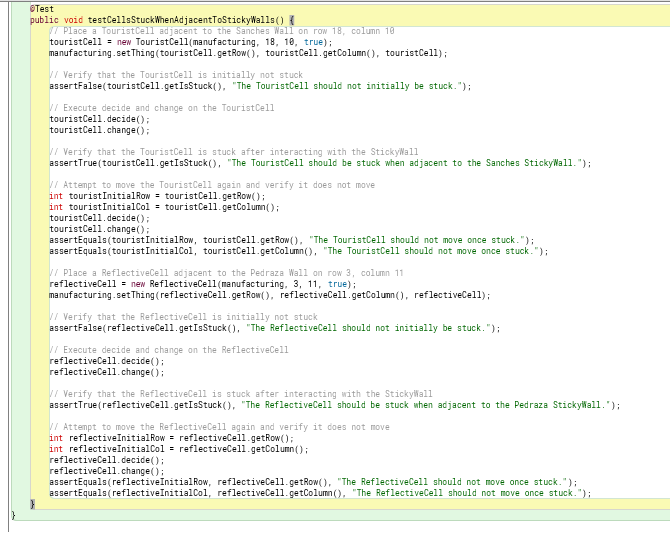 @Test
public void testCellsStuckWhenAdjacentToStickyWalls() {
// Place a TouristCell adjacent to the Sanches Wall on row 18, column 10
touristCell = new TouristCell(manufacturing, 18, 10, true);
manufacturing.setThing(touristCell.getRow(), touristCell.getColumn(), touristCell);
// Verify that the TouristCell is initially not stuck
assertFalse(touristCell.getIsStuck(), "The TouristCell should not initially be stuck.");
// Execute decide and change on the TouristCell
touristCell.decide();
touristCell.change();
// Verify that the TouristCell is stuck after interacting with the StickyWall
assertTrue(touristCell.getIsStuck(), "The TouristCell should be stuck when adjacent to the Sanches StickyWall.");
// Attempt to move the TouristCell again and verify it does not move
int touristInitialRow = touristCell.getRow();
int touristInitialCol = touristCell.getColumn();
touristCell.decide();
touristCell.change();
assertEquals(touristInitialRow, touristCell.getRow(), "The TouristCell should not move once stuck.");
assertEquals(touristInitialCol, touristCell.getColumn(), "The TouristCell should not move once stuck.");
// Place a ReflectiveCell adjacent to the Pedraza Wall on row 3, column 11
reflectiveCell = new ReflectiveCell(manufacturing, 3, 11, true);
manufacturing.setThing(reflectiveCell.getRow(), reflectiveCell.getColumn(), reflectiveCell);
// Verify that the ReflectiveCell is initially not stuck
assertFalse(reflectiveCell.getIsStuck(), "The ReflectiveCell should not initially be stuck.");
// Execute decide and change on the ReflectiveCell
reflectiveCell.decide();
reflectiveCell.change();
// Verify that the ReflectiveCell is stuck after interacting with the StickyWall
assertTrue(reflectiveCell.getIsStuck(), "The ReflectiveCell should be stuck when adjacent to the Pedraza StickyWall.");
// Attempt to move the ReflectiveCell again and verify it does not move
int reflectiveInitialRow = reflectiveCell.getRow();
int reflectiveInitialCol = reflectiveCell.getColumn();
reflectiveCell.decide();
reflectiveCell.change();
assertEquals(reflectiveInitialRow, reflectiveCell.getRow(), "The ReflectiveCell should not move once stuck.");
assertEquals(reflectiveInitialCol, reflectiveCell.getColumn(), "The ReflectiveCell should not move once stuck.");
}
}